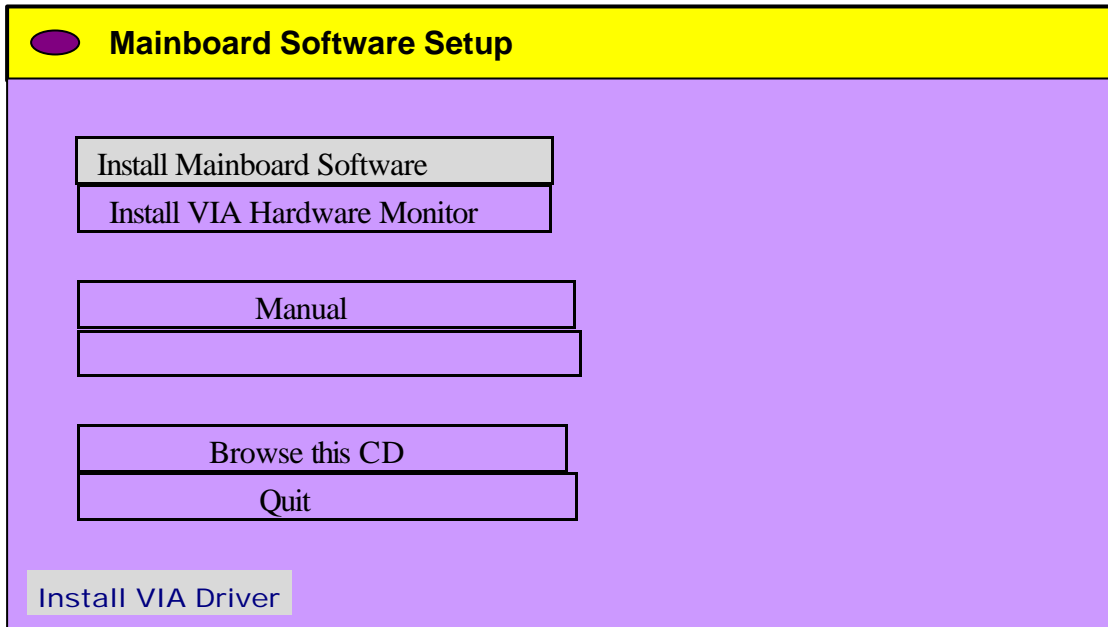 Mainboard Software Setup
Install Mainboard Software
Install VIA Hardware Monitor
Manual
Browse this CD
Quit
Install VIA Driver